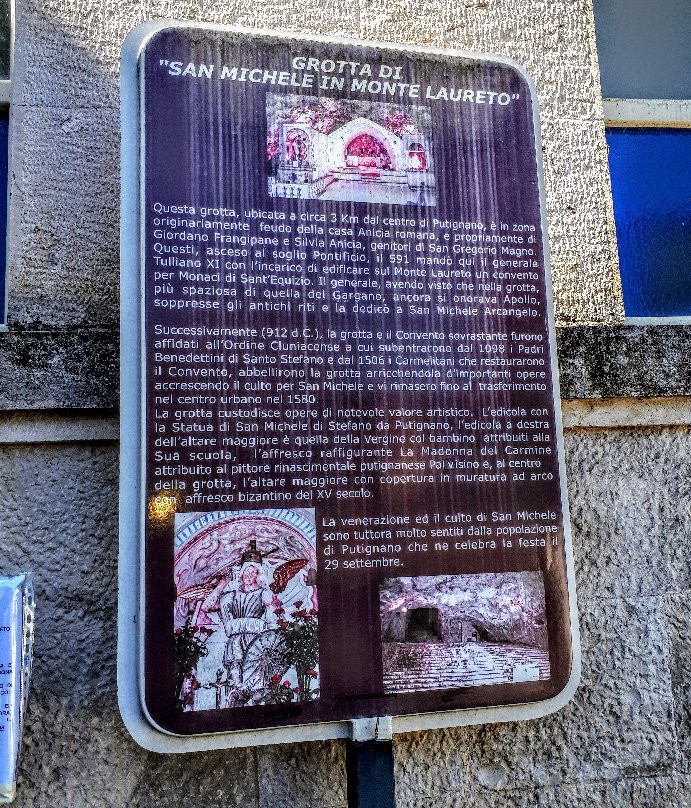 GROTTA DI
"SAN MICHELE IN MONTE LAURETO"
Questa grotta, ubicata a circa 3 Km dal centro di Putignano, è in zona
originariamente feudo della casa Anicia romana, e propriamente di
Giordano Frangipane e Silvia Anicia, genitori di San Gregorio Magno.
Questi, asceso al soglio Pontificio, il 591 mandò qui il generale
Tulliano XI con l'incarico di edificare sul Monte Laureto un convento
per Monaci di Sant'Equizio. Il generale, avendo visto che nella grotta,
più spaziosa di quella del Gargano, ancora si onorava Apollo,
soppresse gli antichi riti e la dedicò a San Michele Arcangelo.
Successivamente (912 d.C.), la grotta e il Convento sovrastante furono
affidati all'Ordine Cluniacense a cui subentrarono dal 1098 i Padri
Benedettini di Santo Stefano e dal 1506 i Carmelitani che restaurarono
il Convento, abbellirono la grotta arricchendola d'importanti opere
accrescendo il culto per San Michele e vi rimasero fino al trasferimento
nel centro urbano nel 1580.
La grotta custodisce opere di notevole valore artistico. L'edicola con
la Statua di San Michele di Stefano da Putignano, l'edicola a destra
dell'altare maggiore è quella della Vergine col bambino attribuiti alla
Sua scuola, l'affresco raffigurante La Madonna del Carmine
attribuito al pittore rinascimentale putignanese Palvisino e, al centro
della grotta, l'altare maggiore con copertura in muratura ad arco
con affresco bizantino del XV secolo.
La venerazione ed il culto di San Michele
sono tuttora molto sentiti dalla popolazione
di Putignano che ne celebra la festa il
29 settembre.